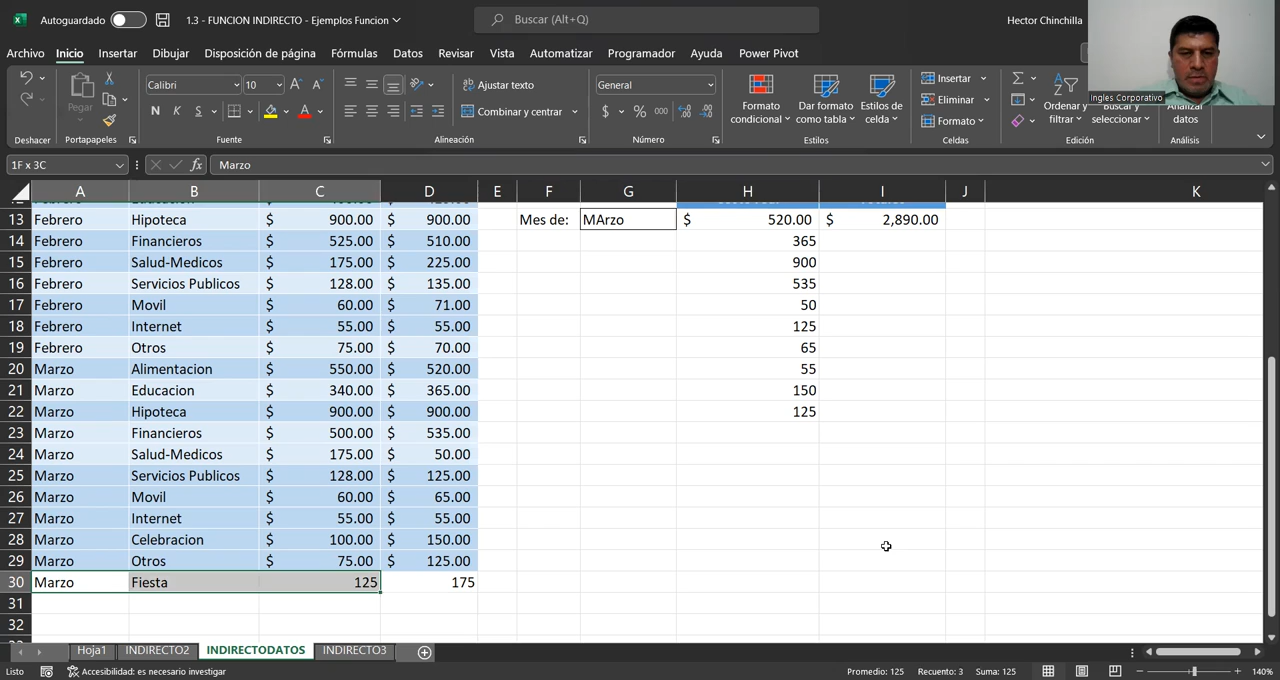 Autoguardado 1.3 - FUNCION INDIRECTO - Ejemplos Funcion Buscar (Alt+Q) Hector Chinchilla
Archivo Inicio Insertar Dibujar Disposición de página Fórmulas Datos Revisar Vista Automatizar Programador Ayuda Power Pivot
Pegar Calibri 10 Ajustar texto General Formato condicional Dar formato como tabla Estilos de celda Insertar Ordenar y filtrar Buscar y seleccionar Analizar datos
N K S Combinar y centrar $ % 000 Eliminar Ingles Corporativo
Formato
Deshacer Portapapeles Fuente Alineación Número Estilos Celdas Edición Análisis
1F x 3C fx Marzo
A B C D E F G H I J K
13 Febrero Hipoteca $ 900.00 $ 900.00 Mes de: MArzo $ 520.00 $ 2,890.00
14 Febrero Financieros $ 525.00 $ 510.00 365
15 Febrero Salud-Medicos $ 175.00 $ 225.00 900
16 Febrero Servicios Publicos $ 128.00 $ 135.00 535
17 Febrero Movil $ 60.00 $ 71.00 50
18 Febrero Internet $ 55.00 $ 55.00 125
19 Febrero Otros $ 75.00 $ 70.00 65
20 Marzo Alimentacion $ 550.00 $ 520.00 55
21 Marzo Educacion $ 340.00 $ 365.00 150
22 Marzo Hipoteca $ 900.00 $ 900.00 125
23 Marzo Financieros $ 500.00 $ 535.00
24 Marzo Salud-Medicos $ 175.00 $ 50.00
25 Marzo Servicios Publicos $ 128.00 $ 125.00
26 Marzo Movil $ 60.00 $ 65.00
27 Marzo Internet $ 55.00 $ 55.00
28 Marzo Celebracion $ 100.00 $ 150.00
29 Marzo Otros $ 75.00 $ 125.00
30 Marzo Fiesta 125 175
31
32
Hoja1 INDIRECTO2 INDIRECTODATOS INDIRECTO3
Listo Accesibilidad: es necesario investigar Promedio: 125 Recuento: 3 Suma: 125 140%